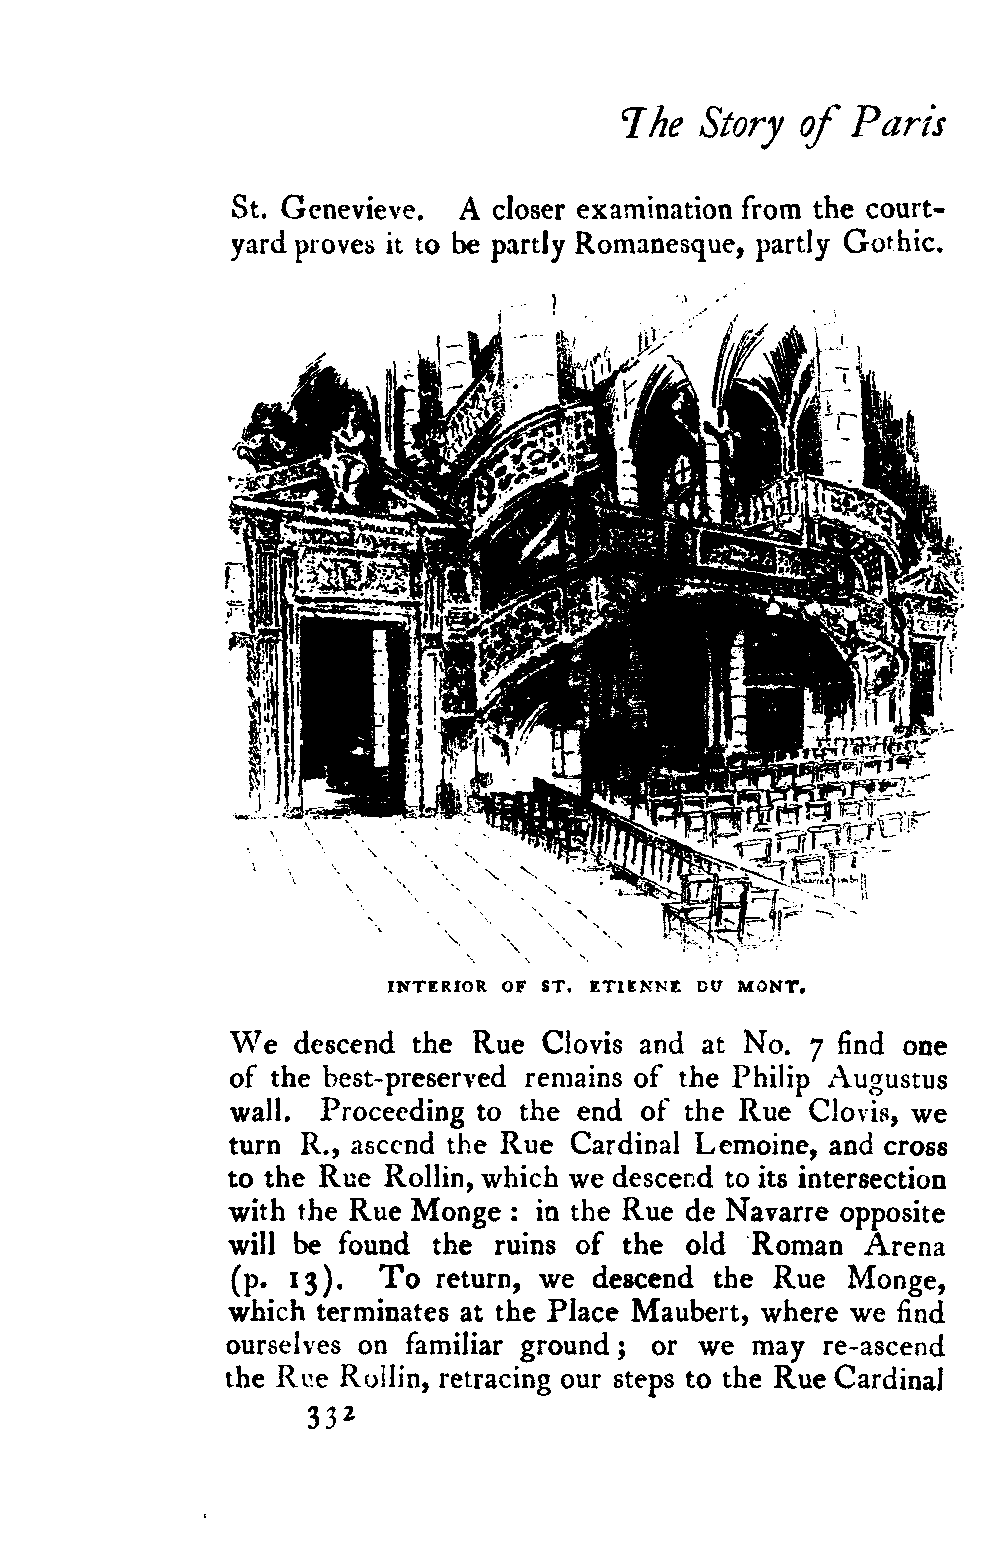 The Story of Paris
St. Genevieve. A closer examination from the court-
yard proves it to be partly Romanesque, partly Gothic.
INTERIOR OF ST. ETIENNE DU MONT.
We descend the Rue Clovis and at No. 7 find one
of the best-preserved remains of the Philip Augustus
wall. Proceeding to the end of the Rue Clovis, we
turn R., ascend the Rue Cardinal Lemoine, and cross
to the Rue Rollin, which we descend to its intersection
with the Rue Monge : in the Rue de Navarre opposite
will be found the ruins of the old Roman Arena
(p. 13). To return, we descend the Rue Monge,
which terminates at the Place Maubert, where we find
ourselves on familiar ground ; or we may re-ascend
the Rue Rollin, retracing our steps to the Rue Cardinal
332